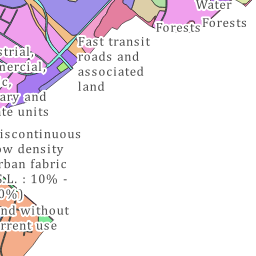 Water
Forests
Forests
Fast transit
roads and
associated
land
strial,
mercial,
c,
ary and
te units
iscontinuous
ow density
rban fabric
S.L. : 10% -
0%)
nd without
rrent use